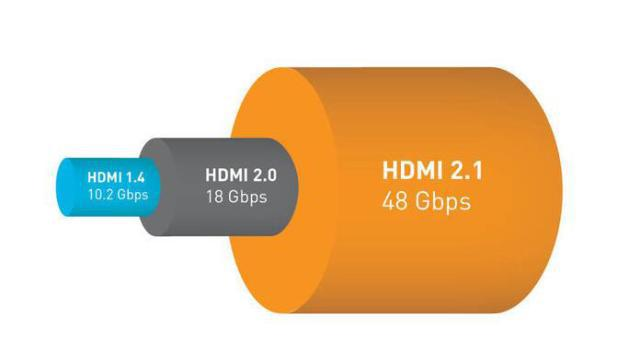 HDMI 1.4
10.2 Gbps
HDMI 2.0
18 Gbps
HDMI 2.1
48 Gbps